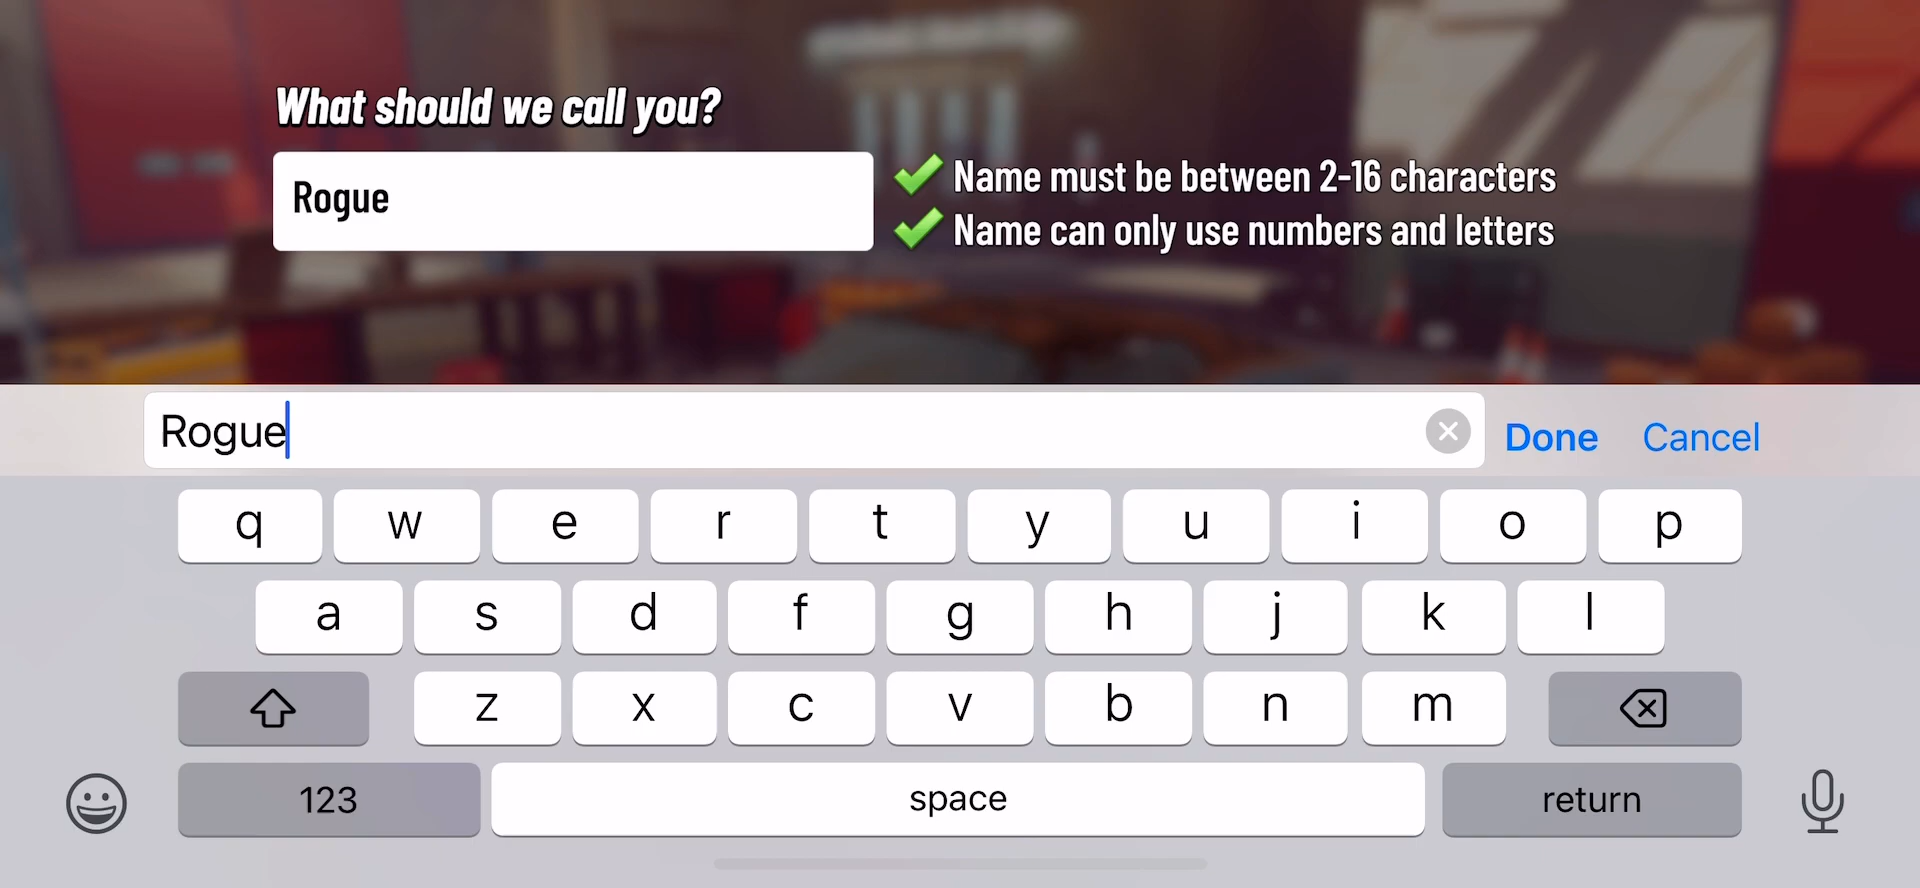 What should we call you?
Rogue
Name must be between 2-16 characters
Name can only use numbers and letters
Rogue
Done Cancel
q w e r t y u i o p
a s d f g h j k l
z x c v b n m
123 space return